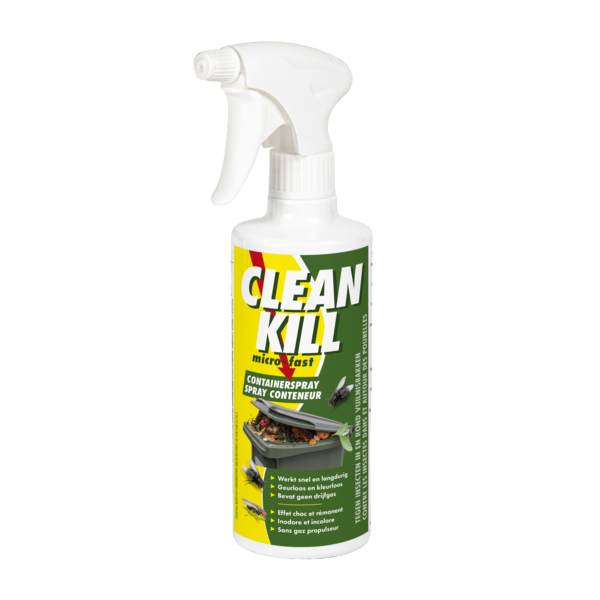 CLEAN
KILL
micro-fast
CONTAINERSPRAY
SPRAY CONTENEUR
Werkt snel en langdurig
Geurloos en kleurloos
Bevat geen drijfgas
Effet choc et rémanent
Inodore et incolore
Sans gaz propulseur
TEGEN INSECTEN IN EN ROND VUILNISBAKKEN
CONTRE LES INSECTES DANS ET AUTOUR DES POUBELLES